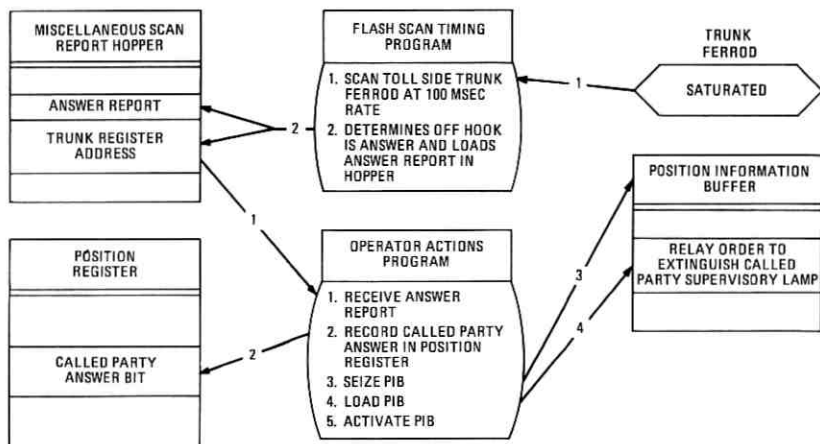 MISCELLANEOUS SCAN
REPORT HOPPER
ANSWER REPORT
TRUNK REGISTER
ADDRESS
FLASH SCAN TIMING
PROGRAM
1. SCAN TOLL SIDE TRUNK
FERROD AT 100 MSEC
RATE
2. DETERMINES OFF HOOK
IS ANSWER AND LOADS
ANSWER REPORT IN
HOPPER
TRUNK
FERROD
SATURATED
1
2
1
POSITION INFORMATION
BUFFER
RELAY ORDER TO
EXTINGUISH CALLED
PARTY SUPERVISORY LAMP
POSITION
REGISTER
CALLED PARTY
ANSWER BIT
OPERATOR ACTIONS
PROGRAM
1. RECEIVE ANSWER
REPORT
2. RECORD CALLED PARTY
ANSWER IN POSITION
REGISTER
3. SEIZE PIB
4. LOAD PIB
5. ACTIVATE PIB
2
3
4